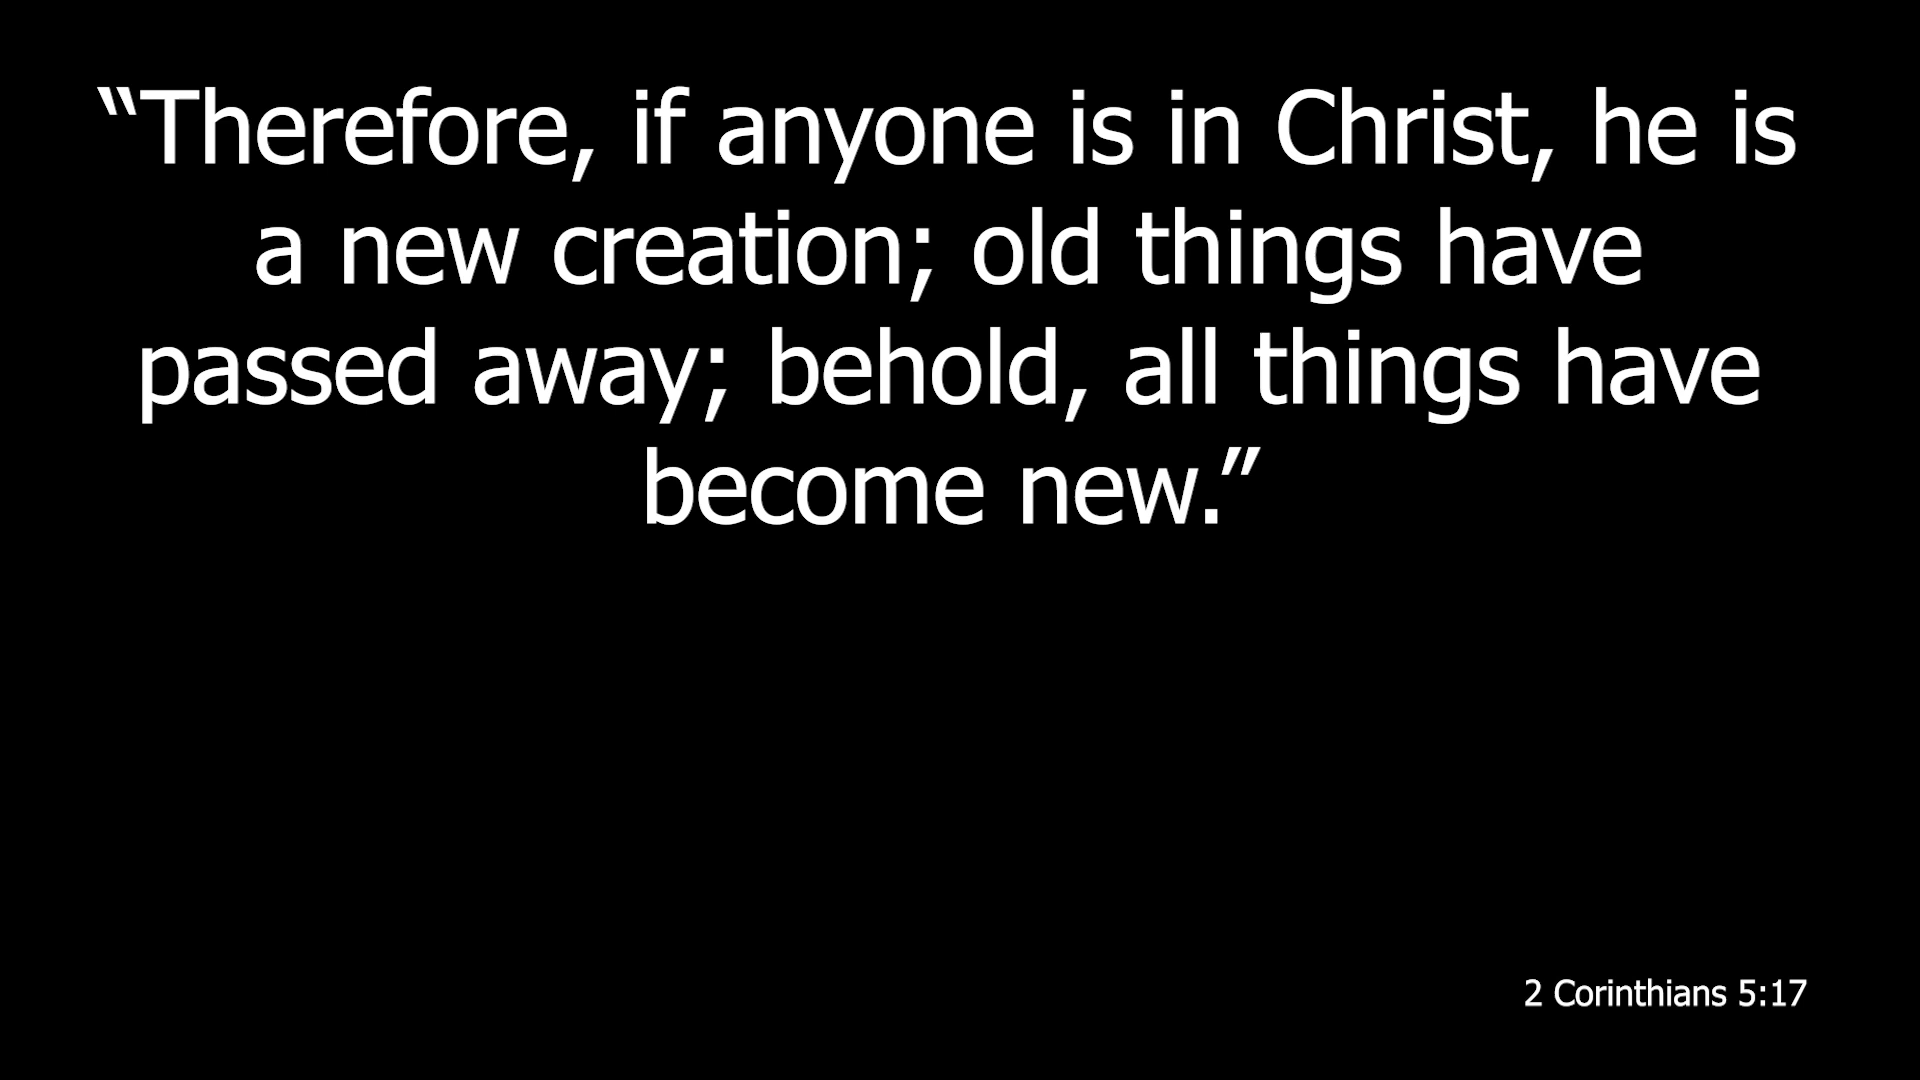 “Therefore, if anyone is in Christ, he is
a new creation; old things have
passed away; behold, all things have
become new.”
2 Corinthians 5:17